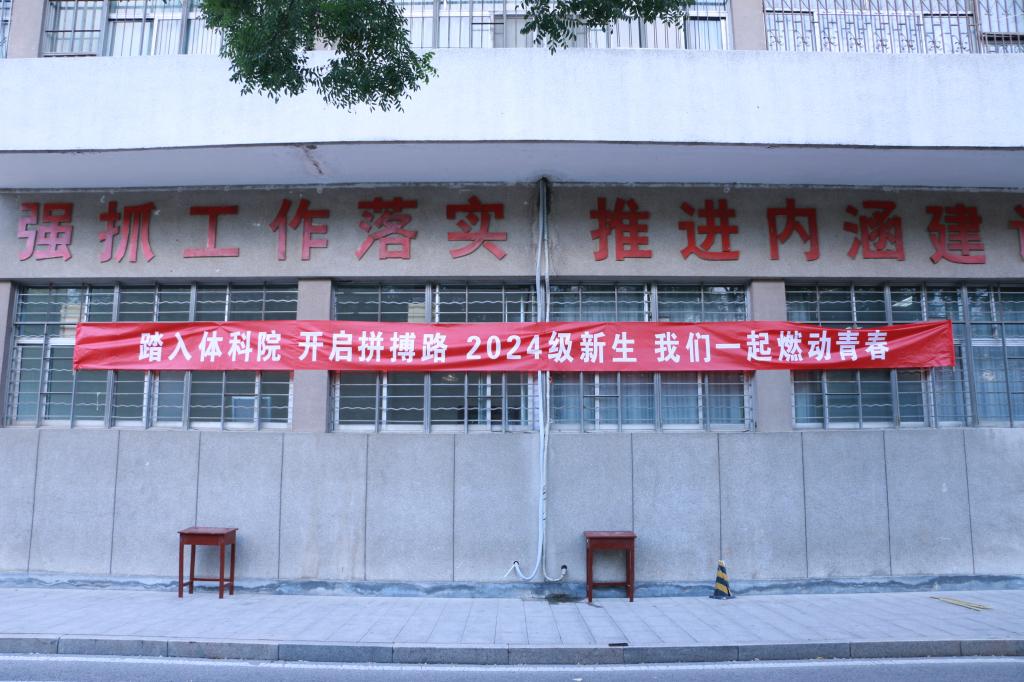 强抓工作落实 推进内涵建
踏入体科院 开启拼搏路 2024级新生 我们一起燃动青春